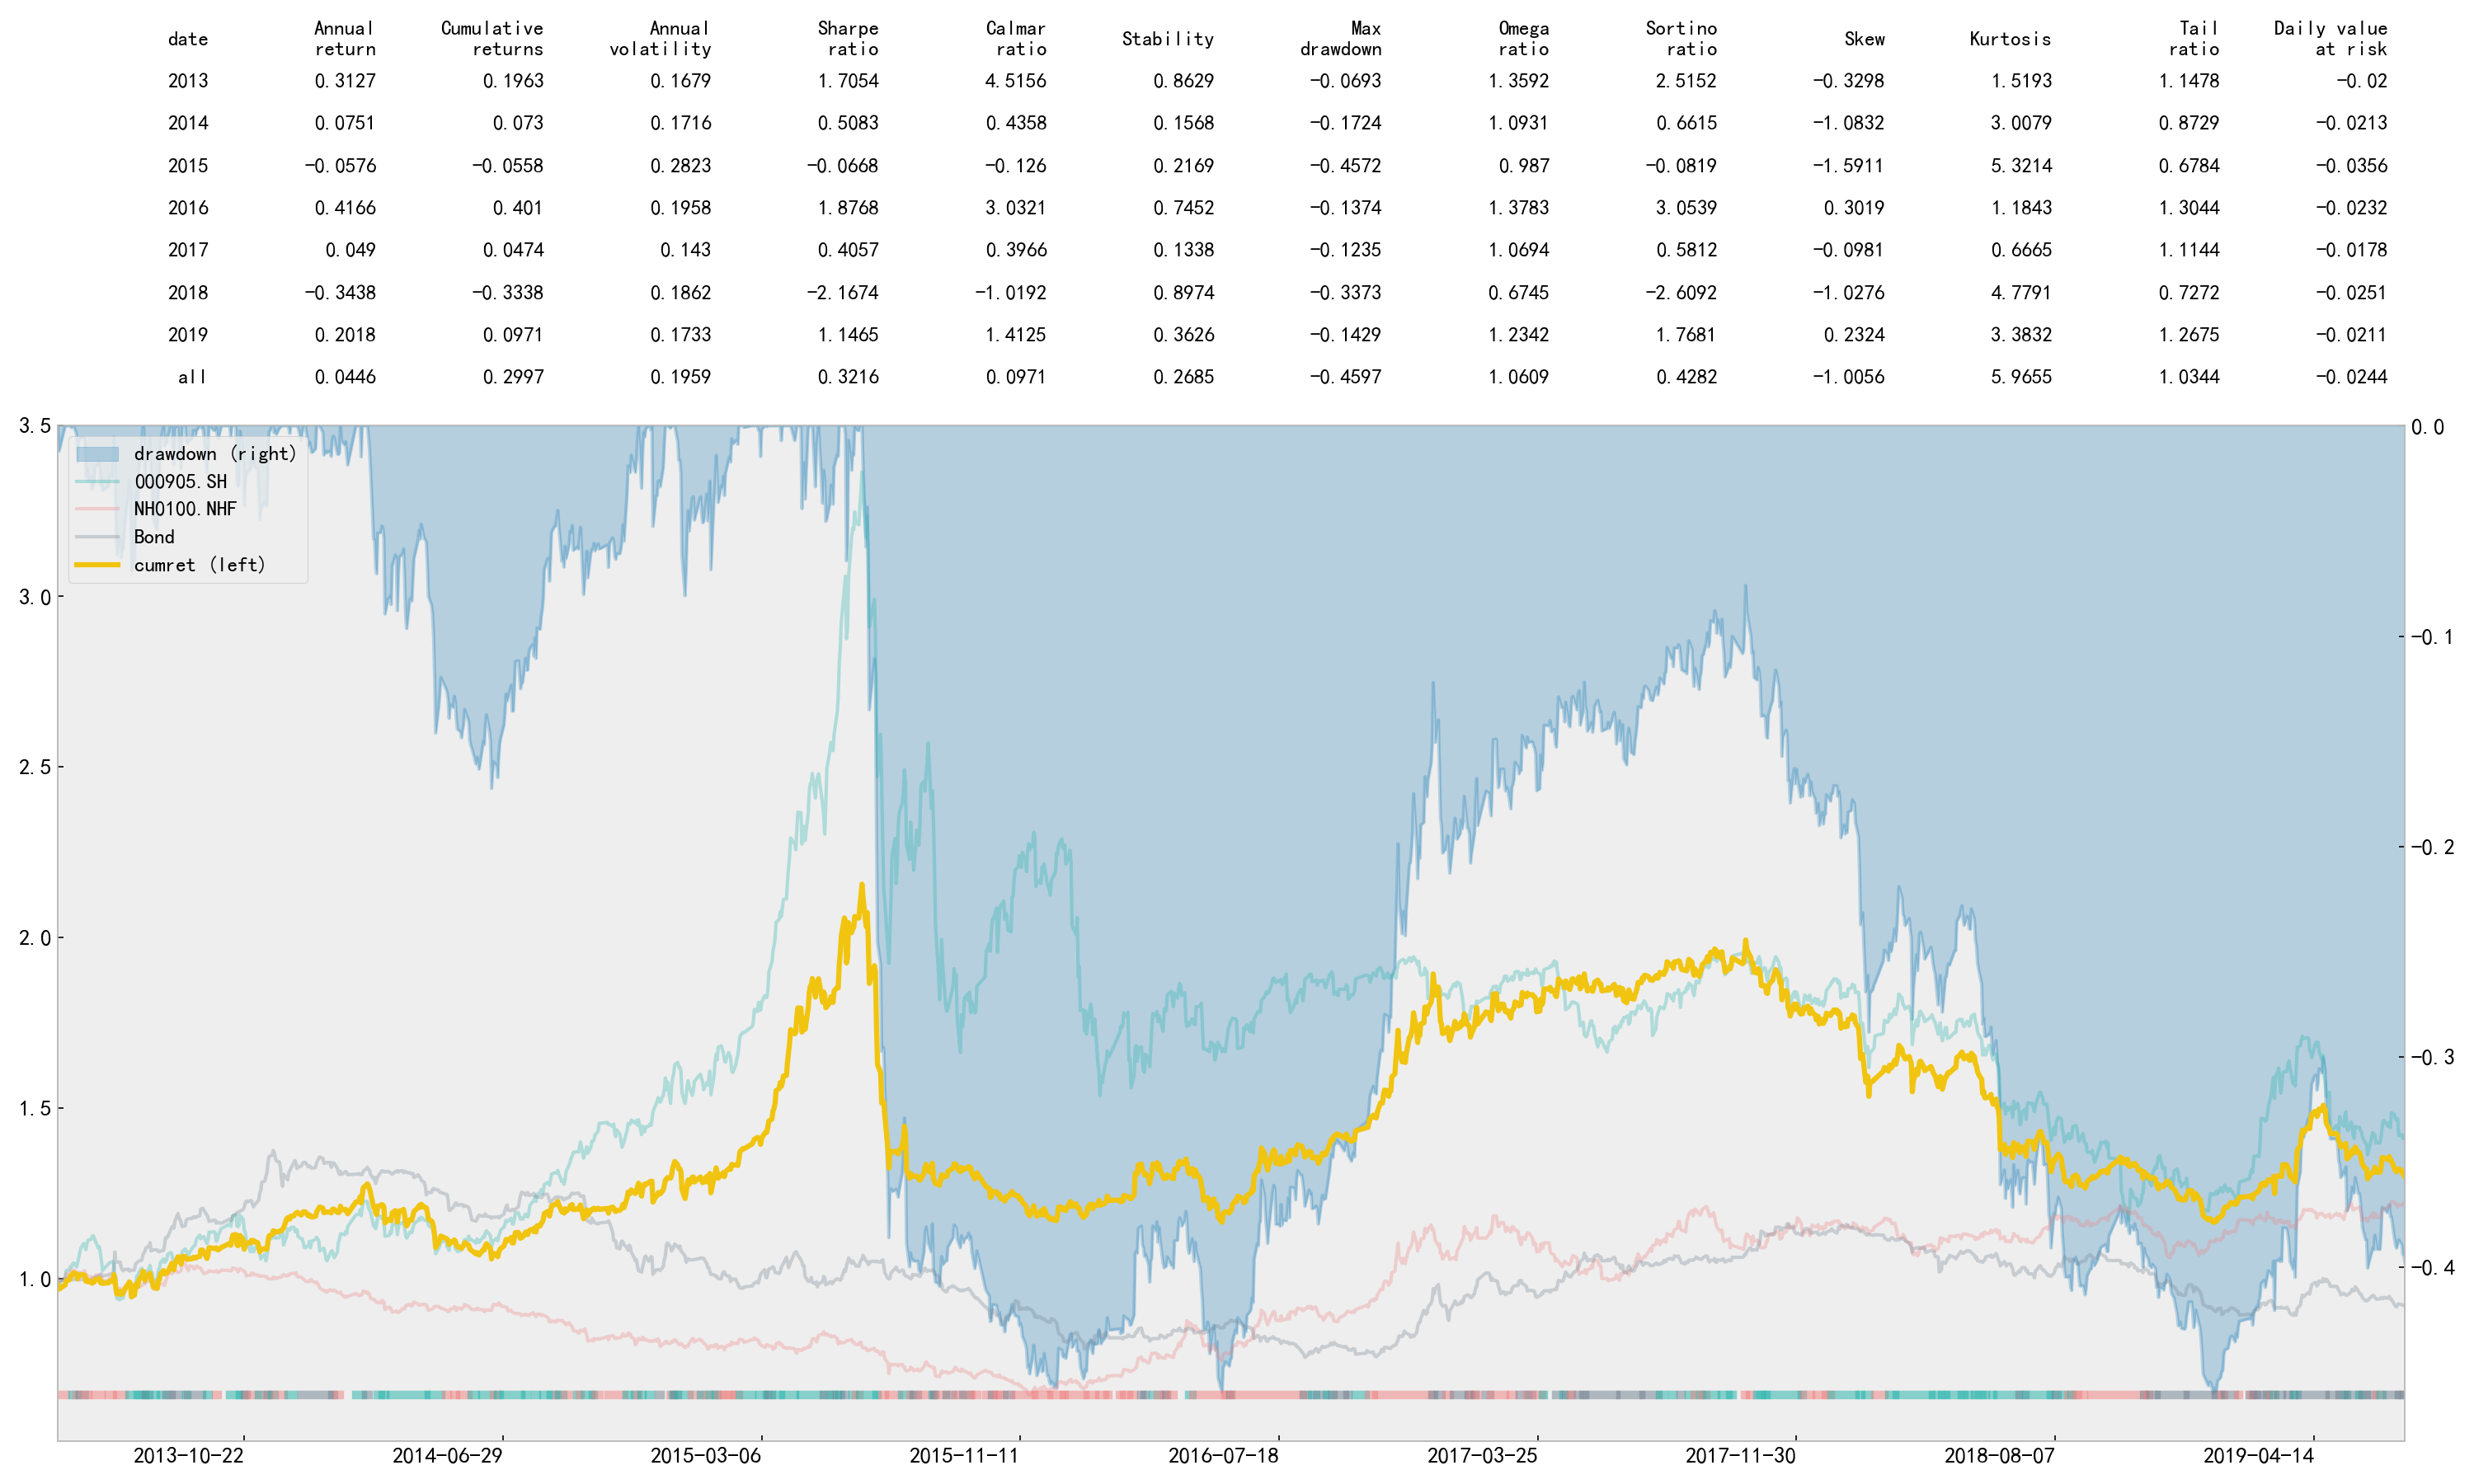 date Annual return Cumulative returns Annual volatility Sharpe ratio Calmar ratio Stability Max drawdown Omega ratio Sortino ratio Skew Kurtosis Tail ratio Daily value at risk
2013 0.3127 0.1963 0.1679 1.7054 4.5156 0.8629 -0.0693 1.3592 2.5152 -0.3298 1.5193 1.1478 -0.02
2014 0.0751 0.073 0.1716 0.5083 0.4358 0.1568 -0.1724 1.0931 0.6615 -1.0832 3.0079 0.8729 -0.0213
2015 -0.0576 -0.0558 0.2823 -0.0668 -0.126 0.2169 -0.4572 0.987 -0.0819 -1.5911 5.3214 0.6784 -0.0356
2016 0.4166 0.401 0.1958 1.8768 3.0321 0.7452 -0.1374 1.3783 3.0539 0.3019 1.1843 1.3044 -0.0232
2017 0.049 0.0474 0.143 0.4057 0.3966 0.1338 -0.1235 1.0694 0.5812 -0.0981 0.6665 1.1144 -0.0178
2018 -0.3438 -0.3338 0.1862 -2.1674 -1.0192 0.8974 -0.3373 0.6745 -2.6092 -1.0276 4.7791 0.7272 -0.0251
2019 0.2018 0.0971 0.1733 1.1465 1.4125 0.3626 -0.1429 1.2342 1.7681 0.2324 3.3832 1.2675 -0.0211
all 0.0446 0.2997 0.1959 0.3216 0.0971 0.2685 -0.4597 1.0609 0.4282 -1.0056 5.9655 1.0344 -0.0244
3.5
3.0
2.5
2.0
1.5
1.0
drawdown (right)
000905.SH
NH0100.NHF
Bond
cumret (left)
0.0
-0.1
-0.2
-0.3
-0.4
2013-10-22 2014-06-29 2015-03-06 2015-11-11 2016-07-18 2017-03-25 2017-11-30 2018-08-07 2019-04-14